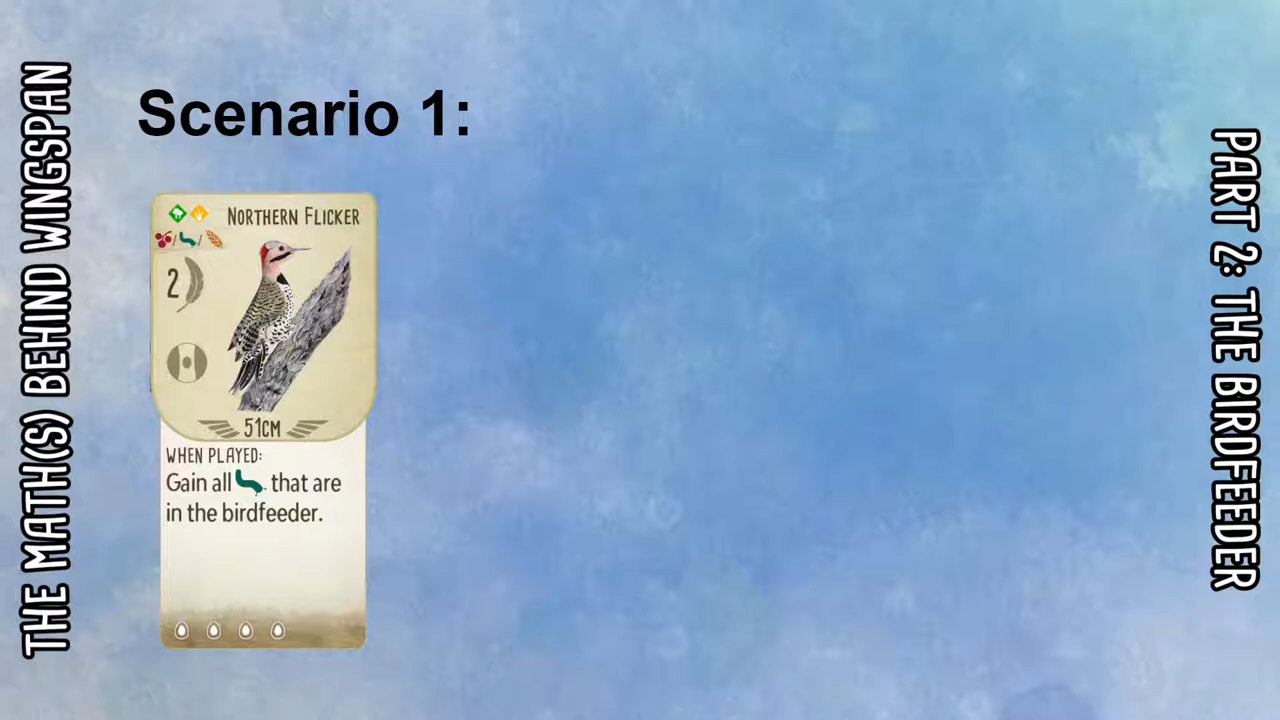 THE MATH(S) BEHIND WINGSPAN
Scenario 1:
NORTHERN FLICKER
2
51CM
WHEN PLAYED:
Gain all that are
in the birdfeeder.
PART 2: THE BIRDFEEDER